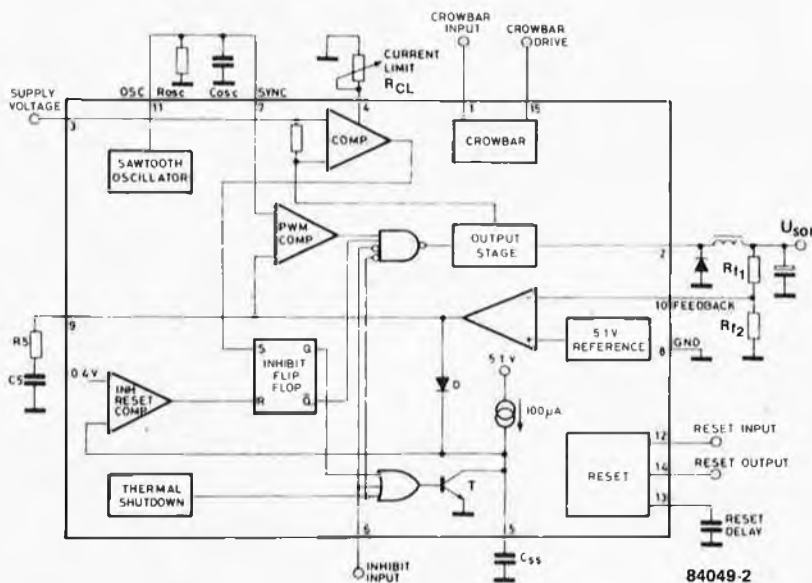 CROWBAR INPUT
CROWBAR DRIVE
CURRENT LIMIT
RCL
OSC Rosc Cosc SYNC
SUPPLY VOLTAGE
11
7
4
1
15
3
COMP
CROWBAR
SAWTOOTH OSCILLATOR
PWM COMP
OUTPUT STAGE
2
Rf1
10 FEEDBACK
9
5 1V REFERENCE
GND
Rf2
R5
C5
0 4V
S
Q
INHIBIT FLIP FLOP
R
Q̅
INH RESET COMP
D
5 1V
100µA
RESET
12
RESET INPUT
14
RESET OUTPUT
13
RESET DELAY
THERMAL SHUTDOWN
T
6
5
Css
INHIBIT INPUT
84049-2